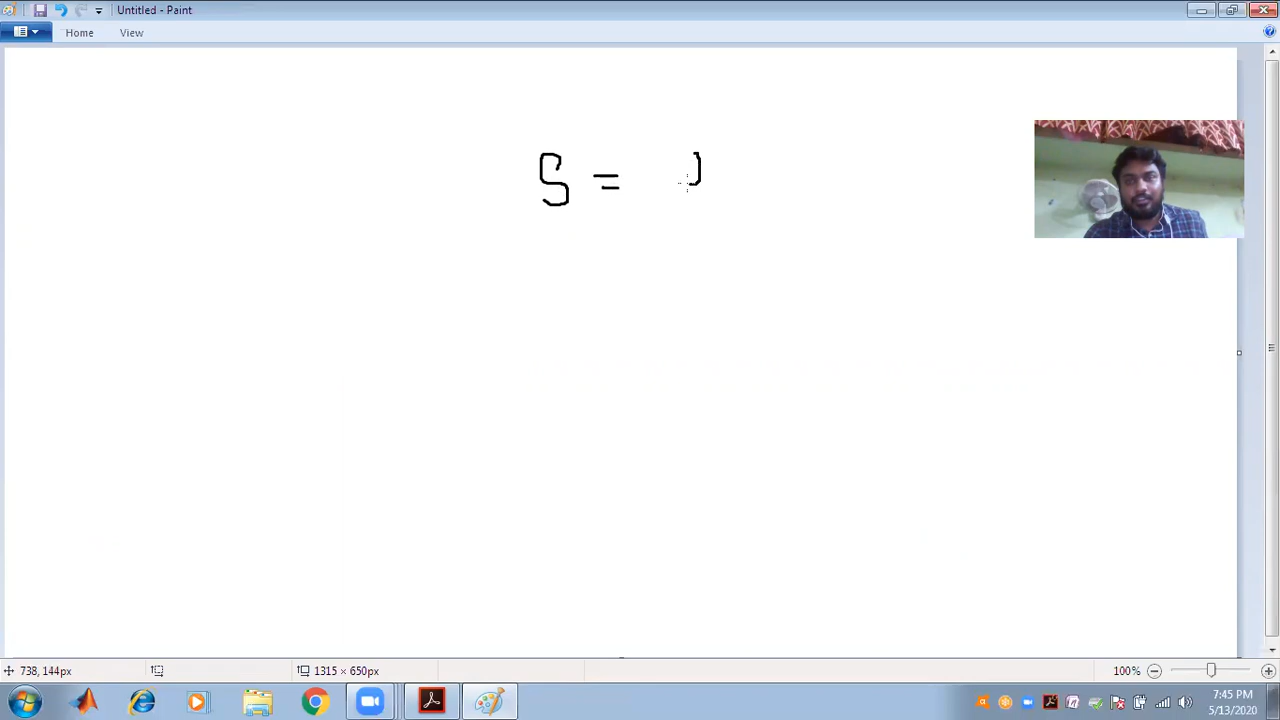 Untitled - Paint
Home View
S =
738, 144px
1315 × 650px
100%
7:45 PM
5/13/2020